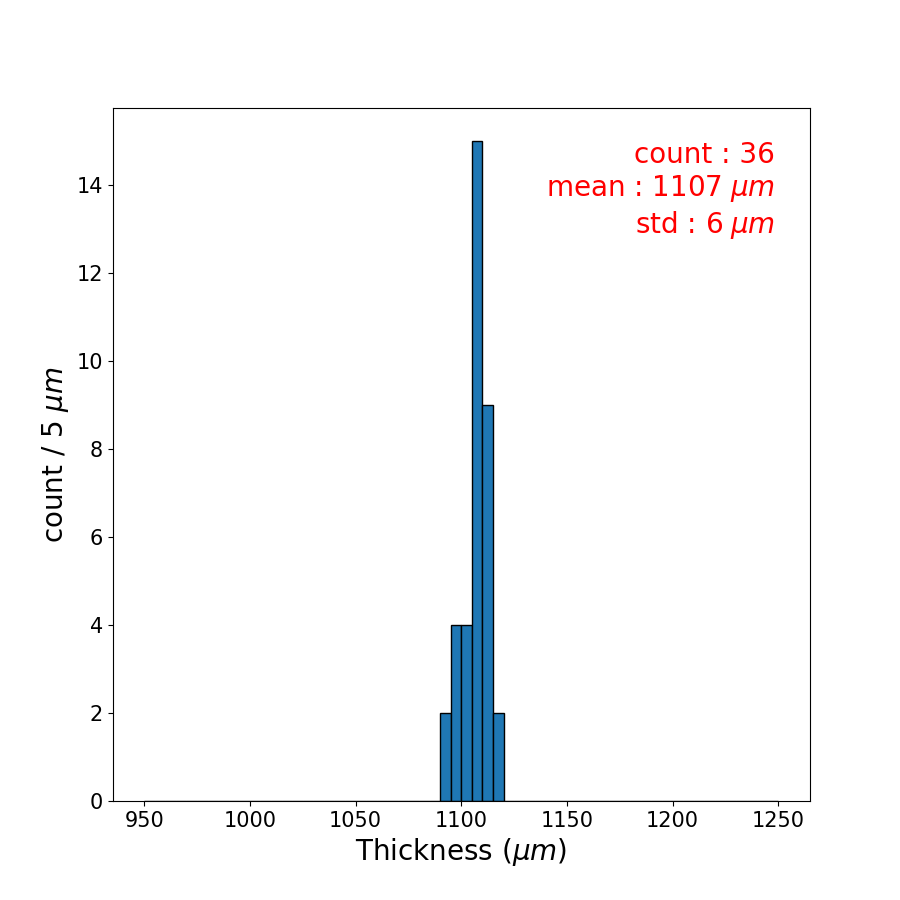 count : 36
mean : 1107 μm
std : 6 μm
count / 5 μm
14
12
10
8
6
4
2
0
950 1000 1050 1100 1150 1200 1250
Thickness (μm)